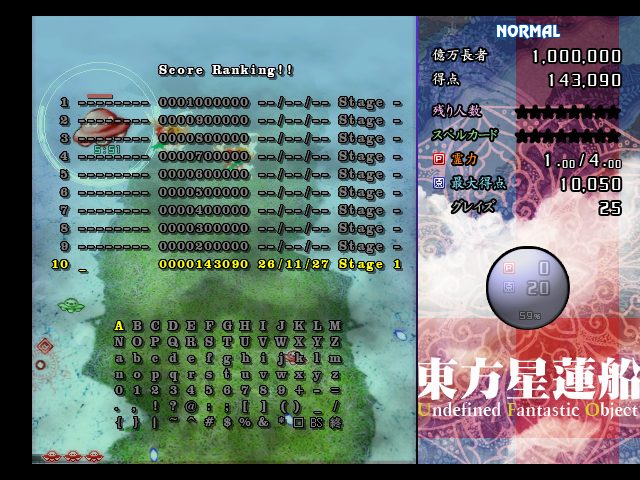 NORMAL
億万長者 1,000,000
得点 143,090
残り人数
スペルカード
P 霊力 1.00/4.00
点 最大得点 10,050
グレイズ 25
P 0
点 20
59%
東方星蓮船
Undefined Fantastic Object
Score Ranking!!
1 -------- 0001000000 --/--/-- Stage -
2 -------- 0000900000 --/--/-- Stage -
3 -------- 0000800000 --/--/-- Stage -
4 -------- 0000700000 --/--/-- Stage -
5 -------- 0000600000 --/--/-- Stage -
6 -------- 0000500000 --/--/-- Stage -
7 -------- 0000400000 --/--/-- Stage -
8 -------- 0000300000 --/--/-- Stage -
9 -------- 0000200000 --/--/-- Stage -
10 _ 0000143090 26/11/27 Stage 1
A B C D E F G H I J K L M
N O P Q R S T U V W X Y Z
a b c d e f g h i j k l m
n o p q r s t u v w x y z
0 1 2 3 4 5 6 7 8 9 + - =
. , ! ? @ : ; [ ] ( ) _ /
{ } | ~ ^ # $ % & * □ BS 終